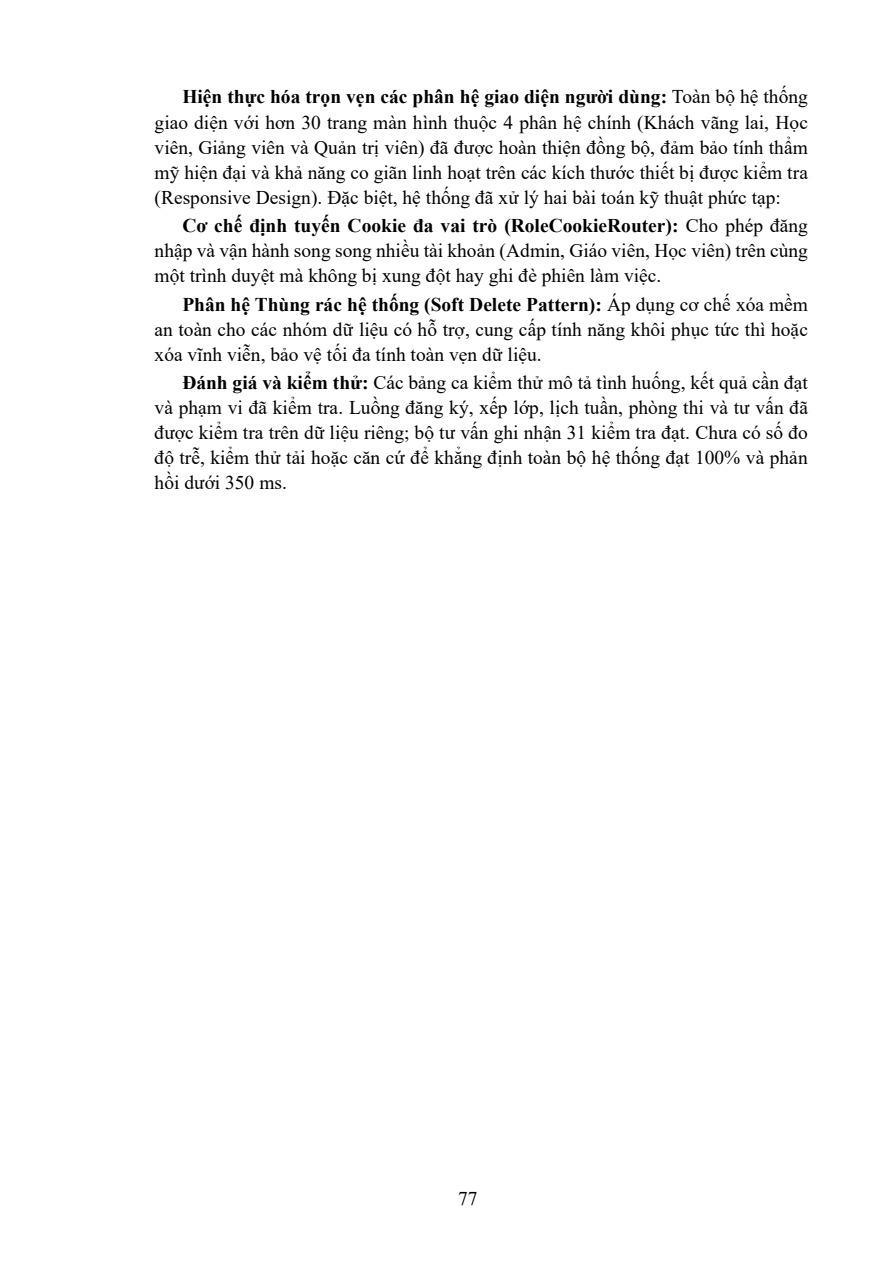 Hiện thực hóa trọn vẹn các phân hệ giao diện người dùng: Toàn bộ hệ thống
giao diện với hơn 30 trang màn hình thuộc 4 phân hệ chính (Khách vãng lai, Học
viên, Giảng viên và Quản trị viên) đã được hoàn thiện đồng bộ, đảm bảo tính thẩm
mỹ hiện đại và khả năng co giãn linh hoạt trên các kích thước thiết bị được kiểm tra
(Responsive Design). Đặc biệt, hệ thống đã xử lý hai bài toán kỹ thuật phức tạp:
Cơ chế định tuyến Cookie đa vai trò (RoleCookieRouter): Cho phép đăng
nhập và vận hành song song nhiều tài khoản (Admin, Giáo viên, Học viên) trên cùng
một trình duyệt mà không bị xung đột hay ghi đè phiên làm việc.
Phân hệ Thùng rác hệ thống (Soft Delete Pattern): Áp dụng cơ chế xóa mềm
an toàn cho các nhóm dữ liệu có hỗ trợ, cung cấp tính năng khôi phục tức thì hoặc
xóa vĩnh viễn, bảo vệ tối đa tính toàn vẹn dữ liệu.
Đánh giá và kiểm thử: Các bảng ca kiểm thử mô tả tình huống, kết quả cần đạt
và phạm vi đã kiểm tra. Luồng đăng ký, xếp lớp, lịch tuần, phòng thi và tư vấn đã
được kiểm tra trên dữ liệu riêng; bộ tư vấn ghi nhận 31 kiểm tra đạt. Chưa có số đo
độ trễ, kiểm thử tải hoặc căn cứ để khẳng định toàn bộ hệ thống đạt 100% và phản
hồi dưới 350 ms.
77